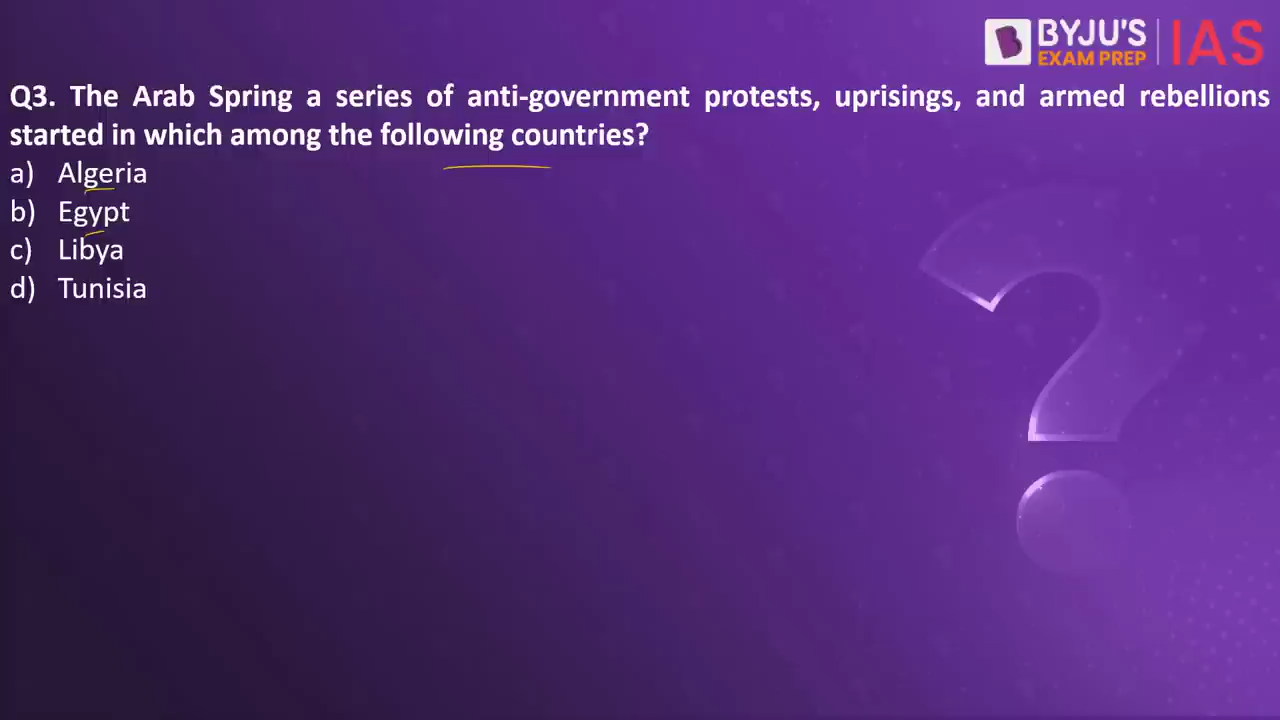 BYJU'S
EXAM PREP
IAS
Q3. The Arab Spring a series of anti-government protests, uprisings, and armed rebellions
started in which among the following countries?
a) Algeria
b) Egypt
c) Libya
d) Tunisia